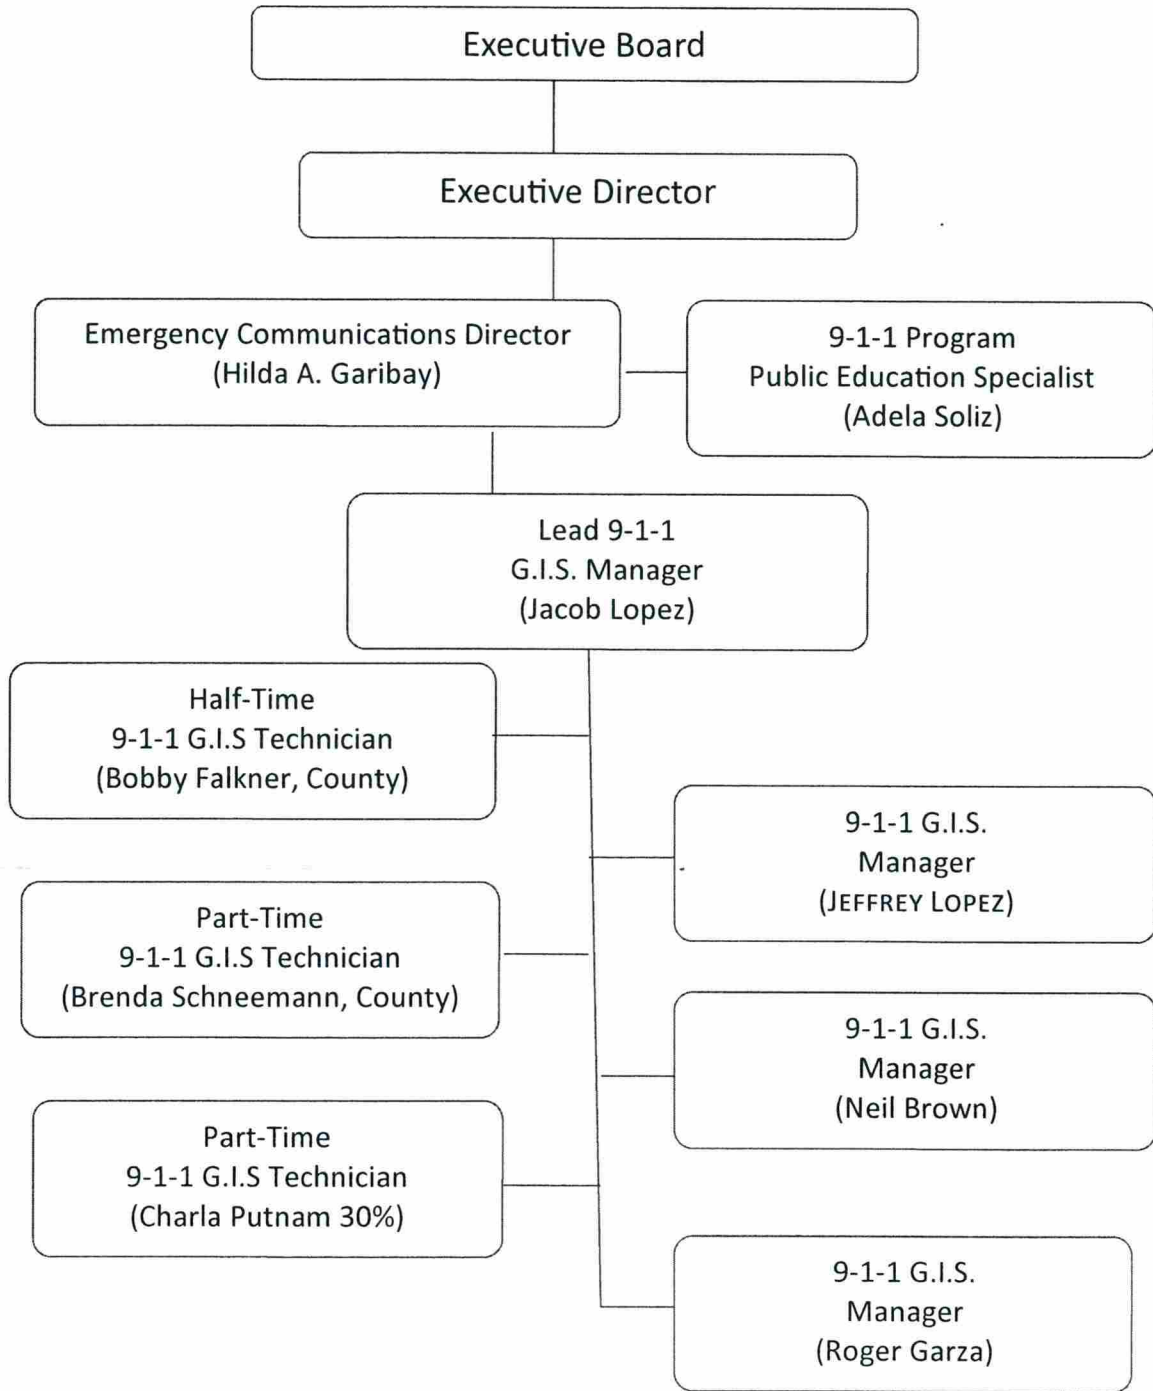 Executive Board
Executive Director
Emergency Communications Director
(Hilda A. Garibay)
9-1-1 Program
Public Education Specialist
(Adela Soliz)
Lead 9-1-1
G.I.S. Manager
(Jacob Lopez)
Half-Time
9-1-1 G.I.S Technician
(Bobby Falkner, County)
9-1-1 G.I.S.
Manager
(JEFFREY LOPEZ)
Part-Time
9-1-1 G.I.S Technician
(Brenda Schneemann, County)
9-1-1 G.I.S.
Manager
(Neil Brown)
Part-Time
9-1-1 G.I.S Technician
(Charla Putnam 30%)
9-1-1 G.I.S.
Manager
(Roger Garza)